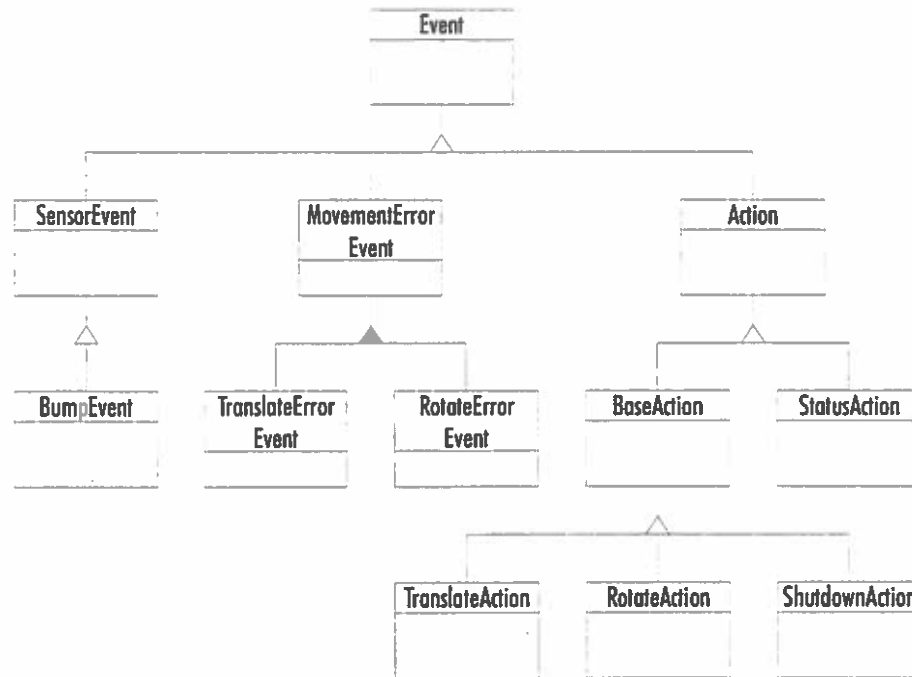 Event
SensorEvent
MovementError
Event
Action
BumpEvent
TranslateError
Event
RotateError
Event
BaseAction
StatusAction
TranslateAction
RotateAction
ShutdownAction